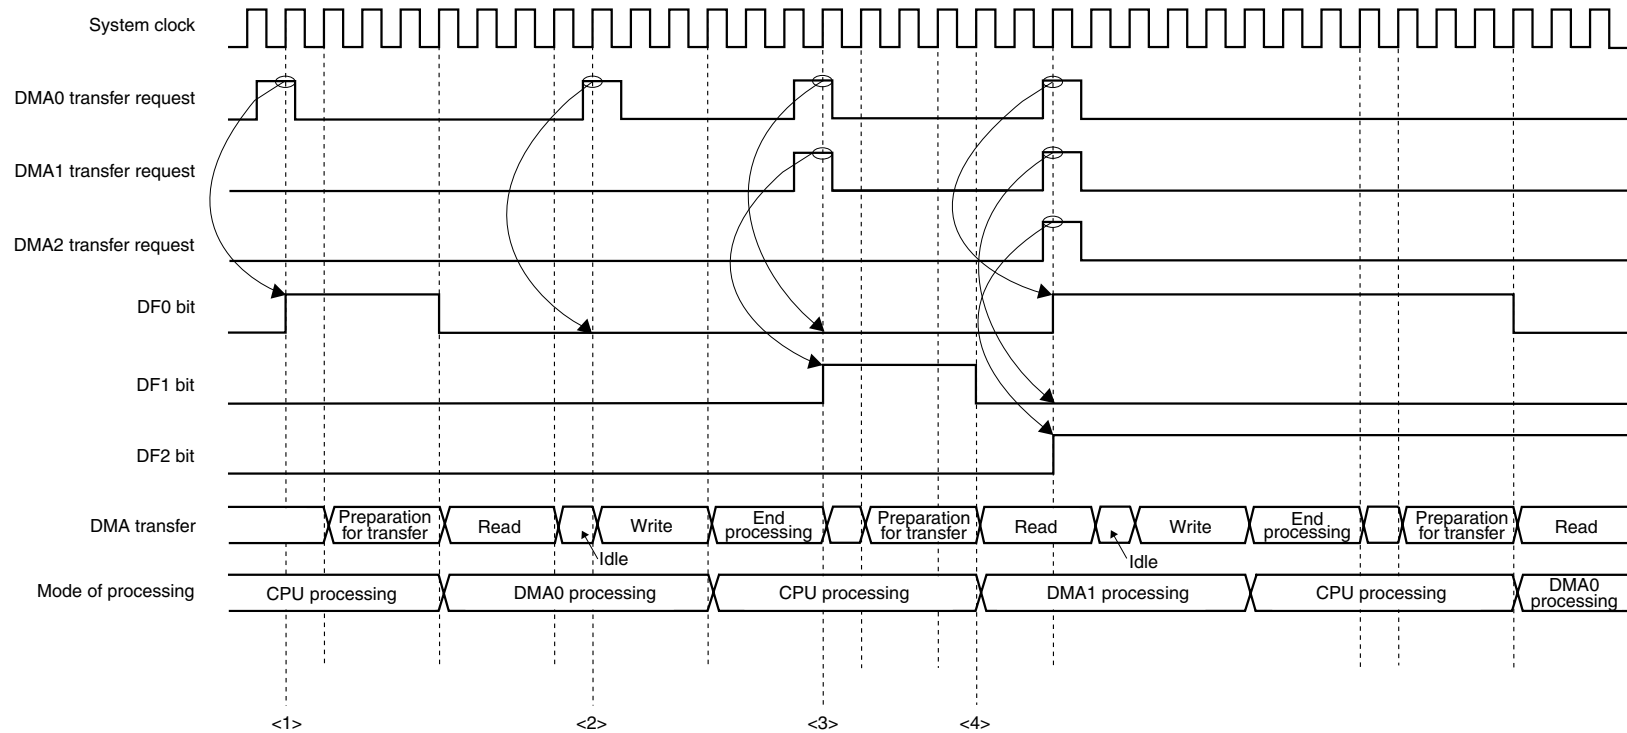 System clock
DMA0 transfer request
DMA1 transfer request
DMA2 transfer request
DF0 bit
DF1 bit
DF2 bit
DMA transfer
Preparation
for transfer
Read
Idle
Write
End
processing
Preparation
for transfer
Read
Idle
Write
End
processing
Preparation
for transfer
Read
Mode of processing
CPU processing
DMA0 processing
CPU processing
DMA1 processing
CPU processing
DMA0
processing
<1>
<2>
<3>
<4>